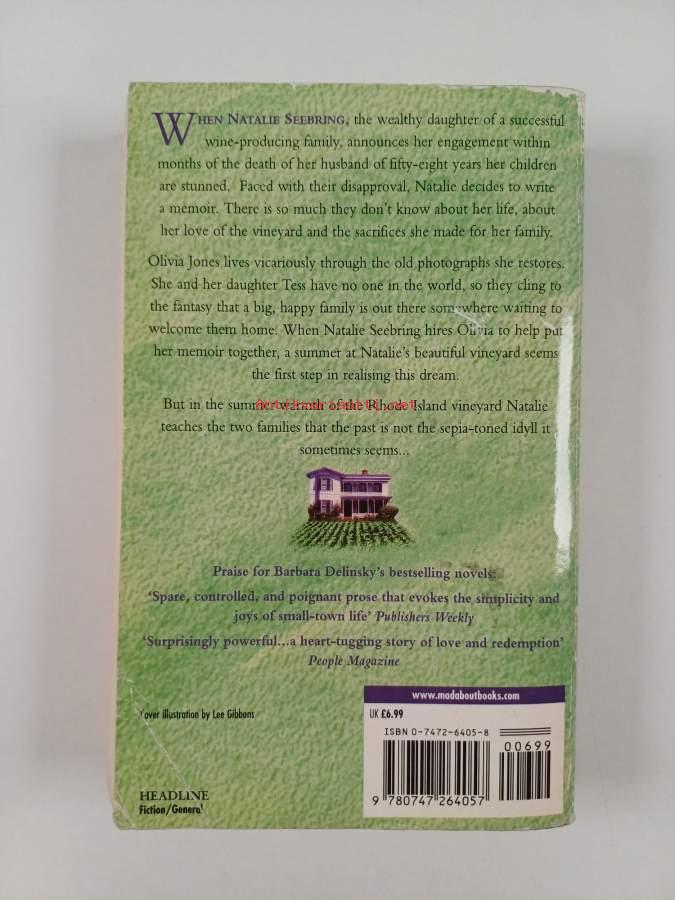 WHEN NATALIE SEEBRING, the wealthy daughter of a successful
wine-producing family, announces her engagement within
months of the death of her husband of fifty-eight years her children
are stunned. Faced with their disapproval, Natalie decides to write
a memoir. There is so much they don't know about her life, about
her love of the vineyard and the sacrifices she made for her family.
Olivia Jones lives vicariously through the old photographs she restores.
She and her daughter Tess have no one in the world, so they cling to
the fantasy that a big, happy family is out there somewhere waiting to
welcome them home. When Natalie Seebring hires Olivia to help put
her memoir together, a summer at Natalie's beautiful vineyard seems
the first step in realising this dream.
But in the summer warmth of the Rhode Island vineyard Natalie
teaches the two families that the past is not the sepia-toned idyll it
sometimes seems...
Praise for Barbara Delinsky's bestselling novels:
'Spare, controlled, and poignant prose that evokes the simplicity and
joys of small-town life' Publishers Weekly
'Surprisingly powerful...a heart-tugging story of love and redemption'
People Magazine
www.madaboutbooks.com
Cover illustration by Lee Gibbons
UK £6.99
ISBN 0-7472-6405-8
00699
9 780747 264057
HEADLINE
Fiction/General